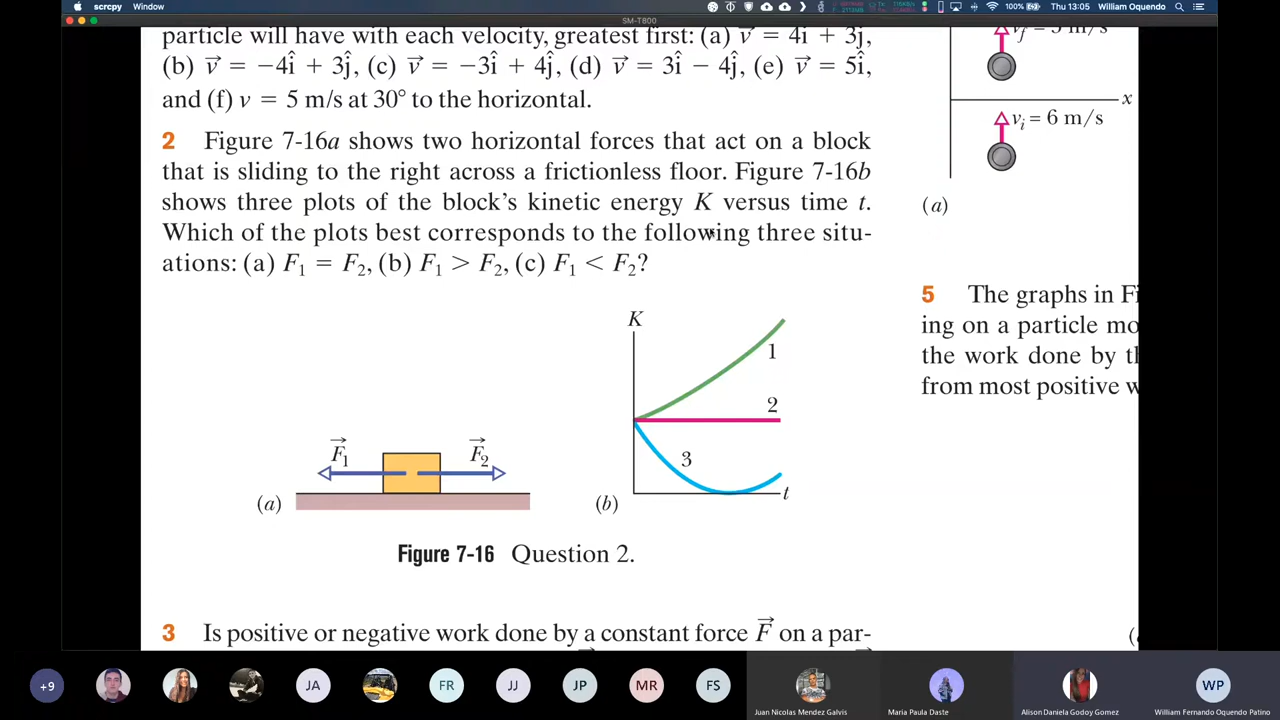 scrcpy Window
100% Thu 13:05 William Oquendo
SM-T800
particle will have with each velocity, greatest first: (a) v⃗ = 4î + 3ĵ,
(b) v⃗ = −4î + 3ĵ, (c) v⃗ = −3î + 4ĵ, (d) v⃗ = 3î − 4ĵ, (e) v⃗ = 5î,
and (f) v = 5 m/s at 30° to the horizontal.
2 Figure 7-16a shows two horizontal forces that act on a block
that is sliding to the right across a frictionless floor. Figure 7-16b
shows three plots of the block's kinetic energy K versus time t.
Which of the plots best corresponds to the following three situ-
ations: (a) F₁ = F₂, (b) F₁ > F₂, (c) F₁ < F₂?
K
1
2
3
t
F⃗₁
F⃗₂
(a)
(b)
Figure 7-16 Question 2.
3 Is positive or negative work done by a constant force F⃗ on a par-
v_f = 5 m/s
x
vᵢ = 6 m/s
(a)
5 The graphs in Fi
ing on a particle mo
the work done by th
from most positive w
(
+9
JA
FR
JJ
JP
MR
FS
WP
Juan Nicolas Mendez Galvis
Maria Paula Daste
Alison Daniela Godoy Gomez
William Fernando Oquendo Patino